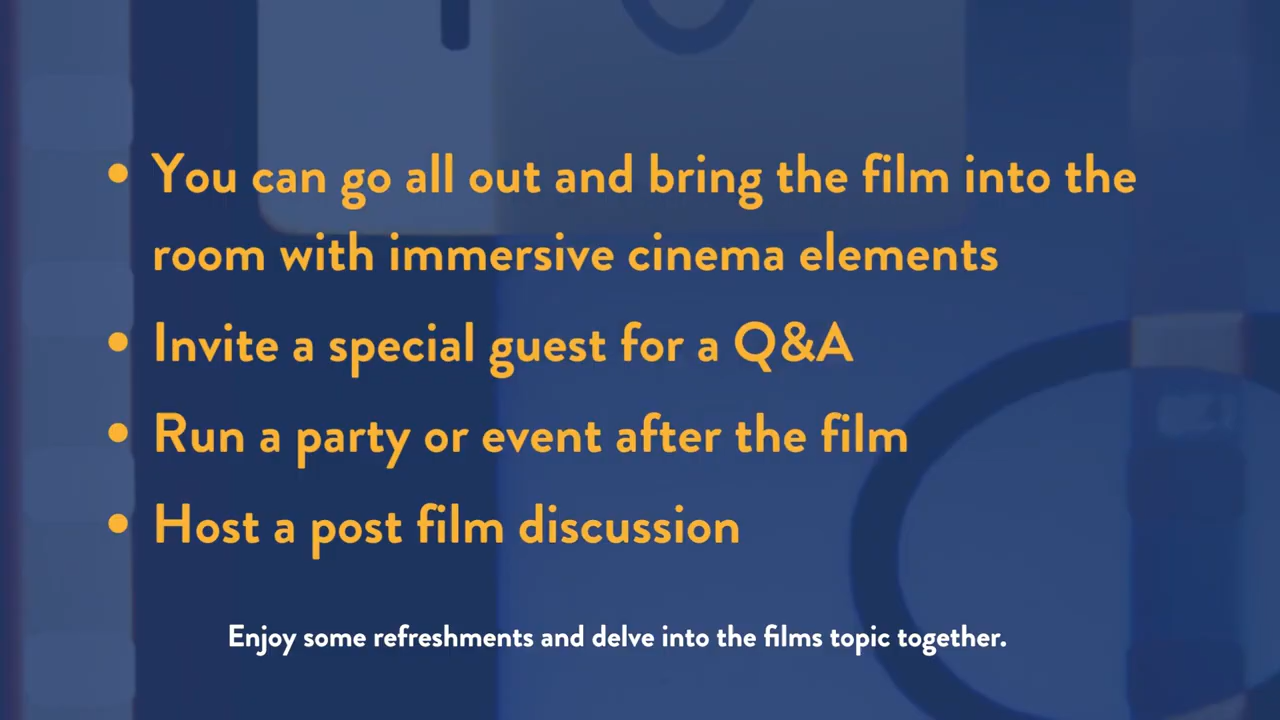 • You can go all out and bring the film into the
room with immersive cinema elements
• Invite a special guest for a Q&A
• Run a party or event after the film
• Host a post film discussion
Enjoy some refreshments and delve into the films topic together.